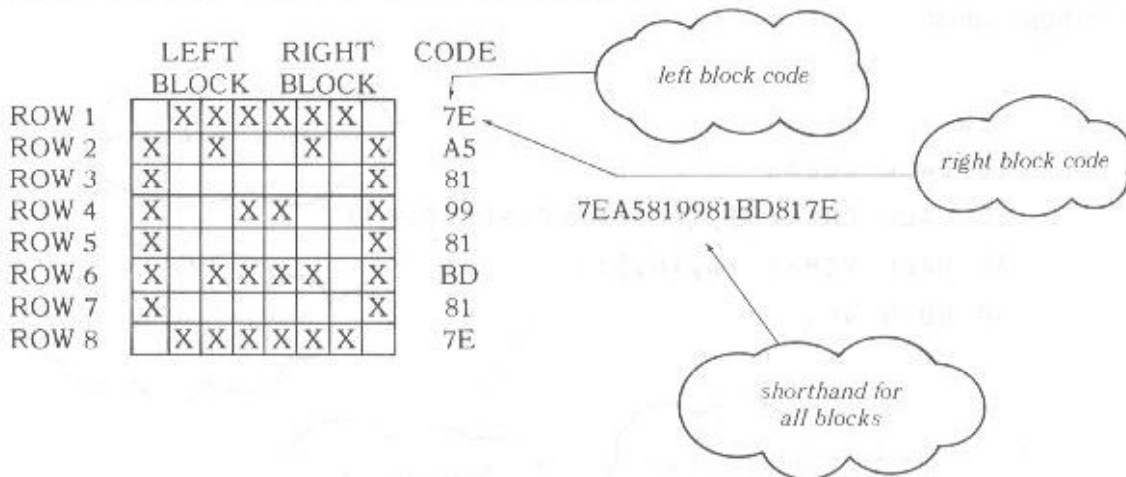 LEFT RIGHT CODE
BLOCK BLOCK
left block code
ROW 1 X X X X X X 7E
ROW 2 X X X X A5
right block code
ROW 3 X X 81
ROW 4 X X X X 99
7EA5819981BD817E
ROW 5 X X 81
ROW 6 X X X X X X BD
ROW 7 X X 81
ROW 8 X X X X X X 7E
shorthand for
all blocks